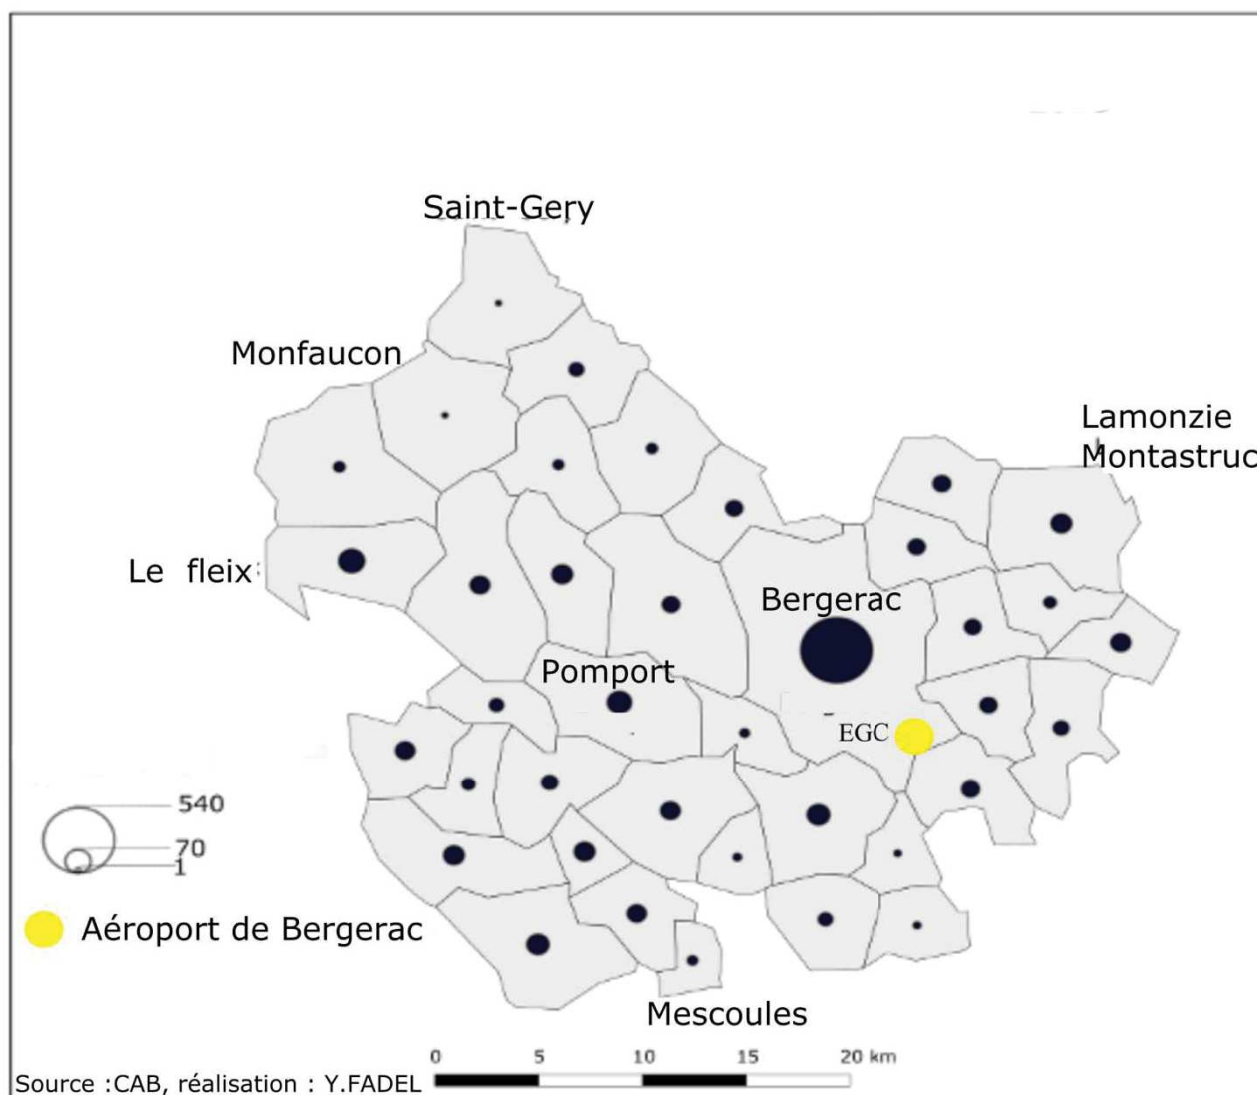 Saint-Gery
Monfaucon
Lamonzie
Montastruc
Le fleix
Bergerac
Pomport
EGC
540
70
1
Aéroport de Bergerac
Mescoules
0 5 10 15 20 km
Source :CAB, réalisation : Y.FADEL